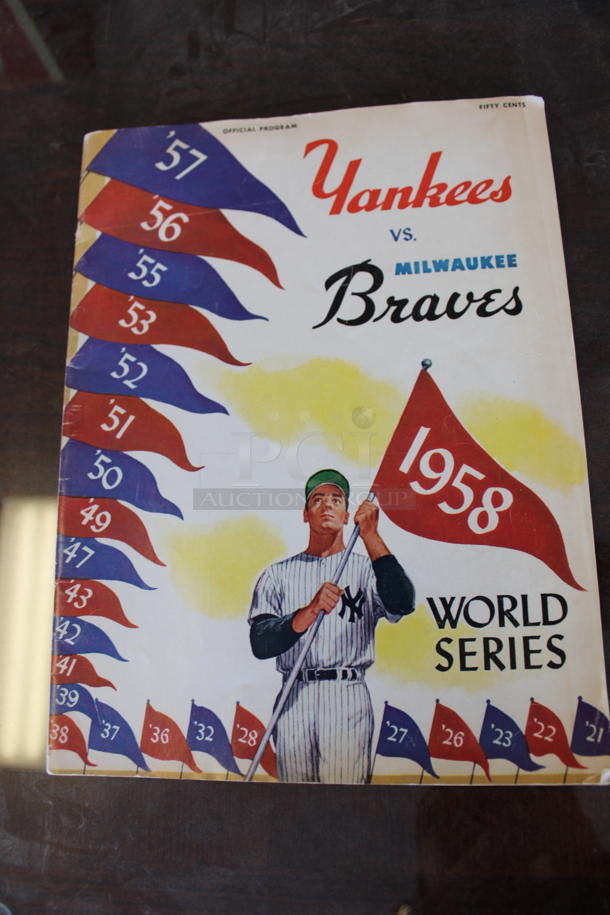 OFFICIAL PROGRAM
FIFTY CENTS
Yankees
VS.
MILWAUKEE
Braves
'57
'56
'55
'53
'52
'51
'50
'49
'47
'43
'42
'41
'39
'38
'37
'36
'32
'28
'27
'26
'23
'22
'21
1958
NY
WORLD
SERIES
PCI
AUCTION GROUP